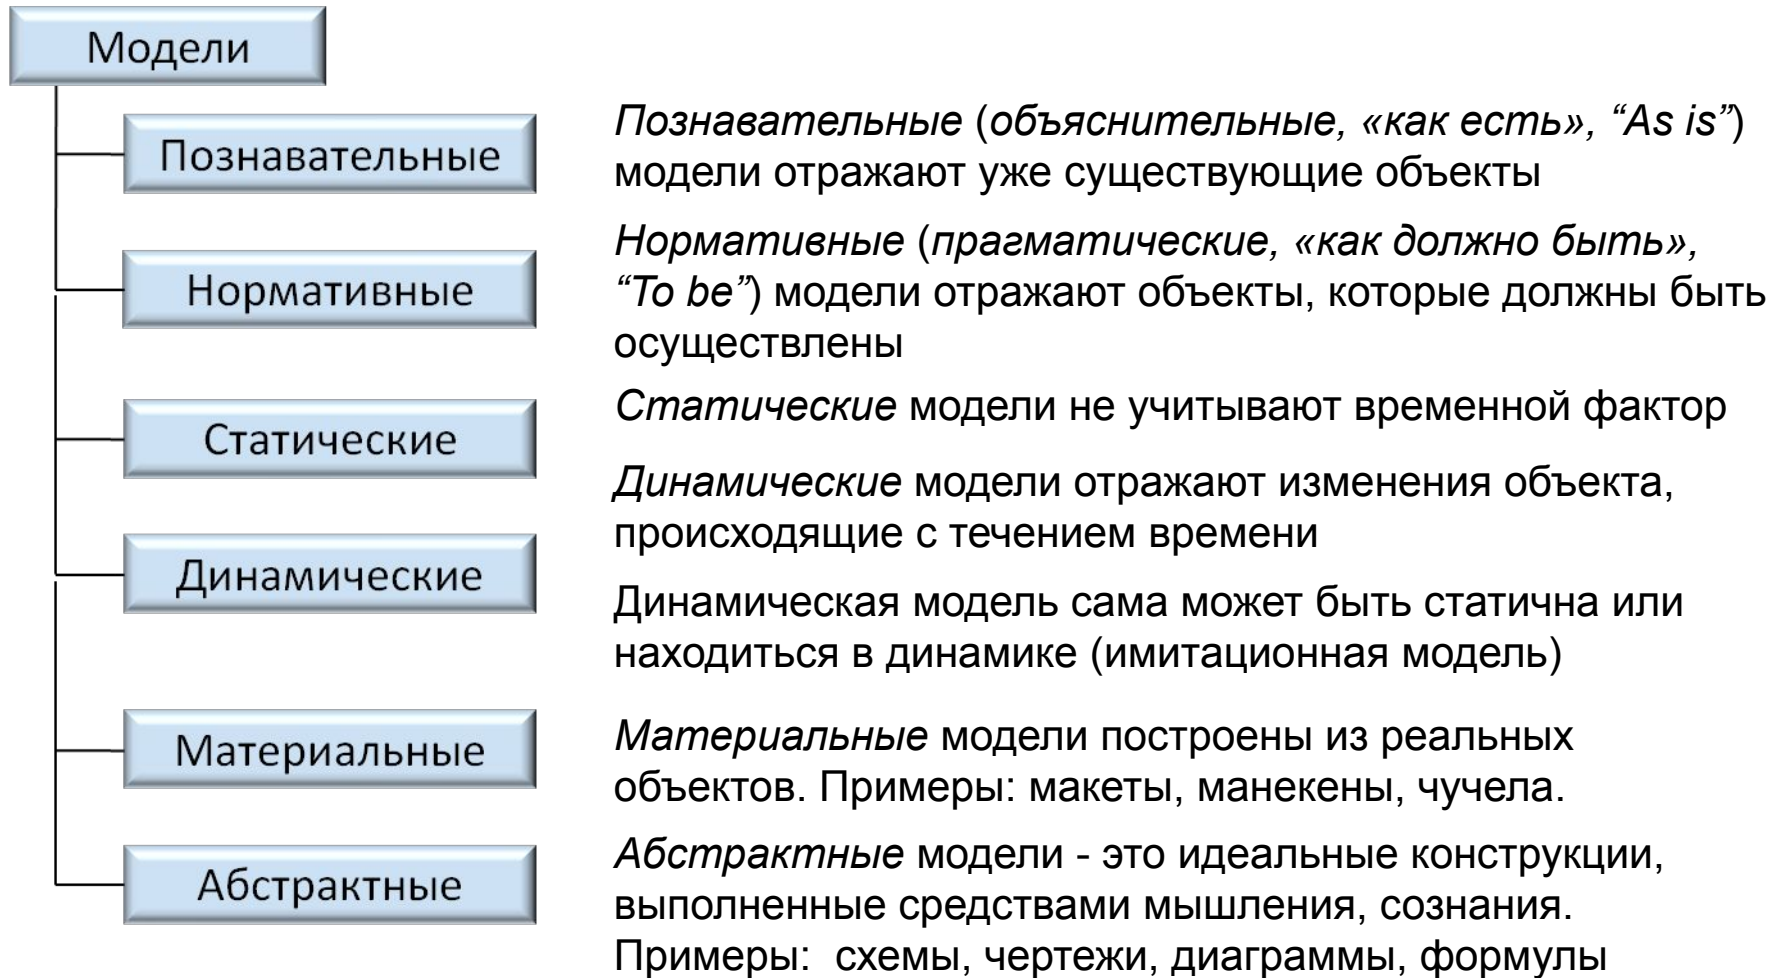 Модели
Познавательные
Познавательные (объяснительные, «как есть», “As is”)
модели отражают уже существующие объекты
Нормативные
Нормативные (прагматические, «как должно быть»,
“To be”) модели отражают объекты, которые должны быть
осуществлены
Статические
Статические модели не учитывают временной фактор
Динамические
Динамические модели отражают изменения объекта,
происходящие с течением времени
Динамическая модель сама может быть статична или
находиться в динамике (имитационная модель)
Материальные
Материальные модели построены из реальных
объектов. Примеры: макеты, манекены, чучела.
Абстрактные
Абстрактные модели - это идеальные конструкции,
выполненные средствами мышления, сознания.
Примеры: схемы, чертежи, диаграммы, формулы